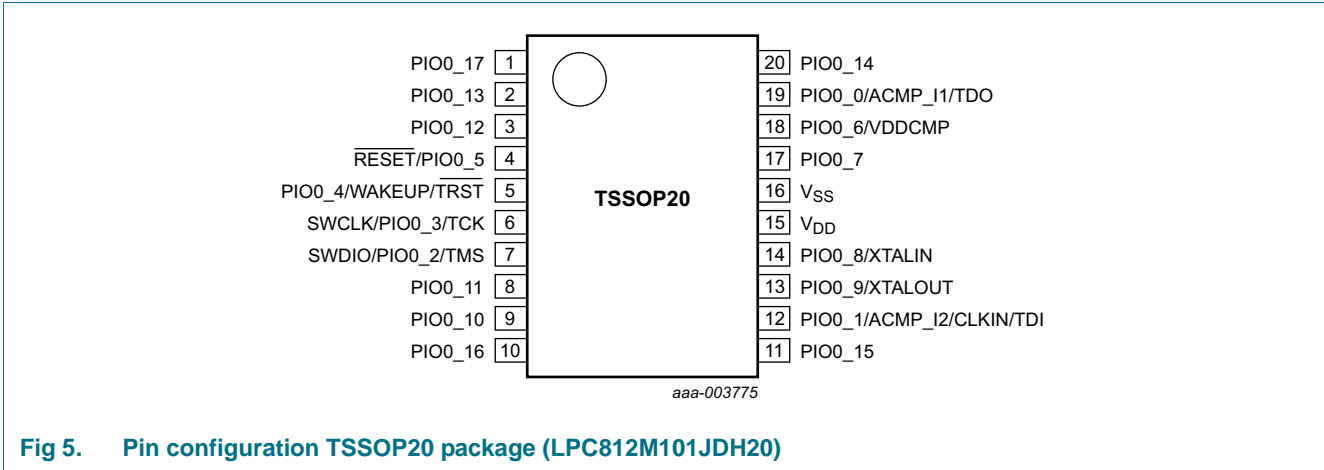 PIO0_17 1
PIO0_13 2
PIO0_12 3
RESET/PIO0_5 4
PIO0_4/WAKEUP/TRST 5
SWCLK/PIO0_3/TCK 6
SWDIO/PIO0_2/TMS 7
PIO0_11 8
PIO0_10 9
PIO0_16 10
TSSOP20
20 PIO0_14
19 PIO0_0/ACMP_I1/TDO
18 PIO0_6/VDDCMP
17 PIO0_7
16 VSS
15 VDD
14 PIO0_8/XTALIN
13 PIO0_9/XTALOUT
12 PIO0_1/ACMP_I2/CLKIN/TDI
11 PIO0_15
aaa-003775
Fig 5. Pin configuration TSSOP20 package (LPC812M101JDH20)